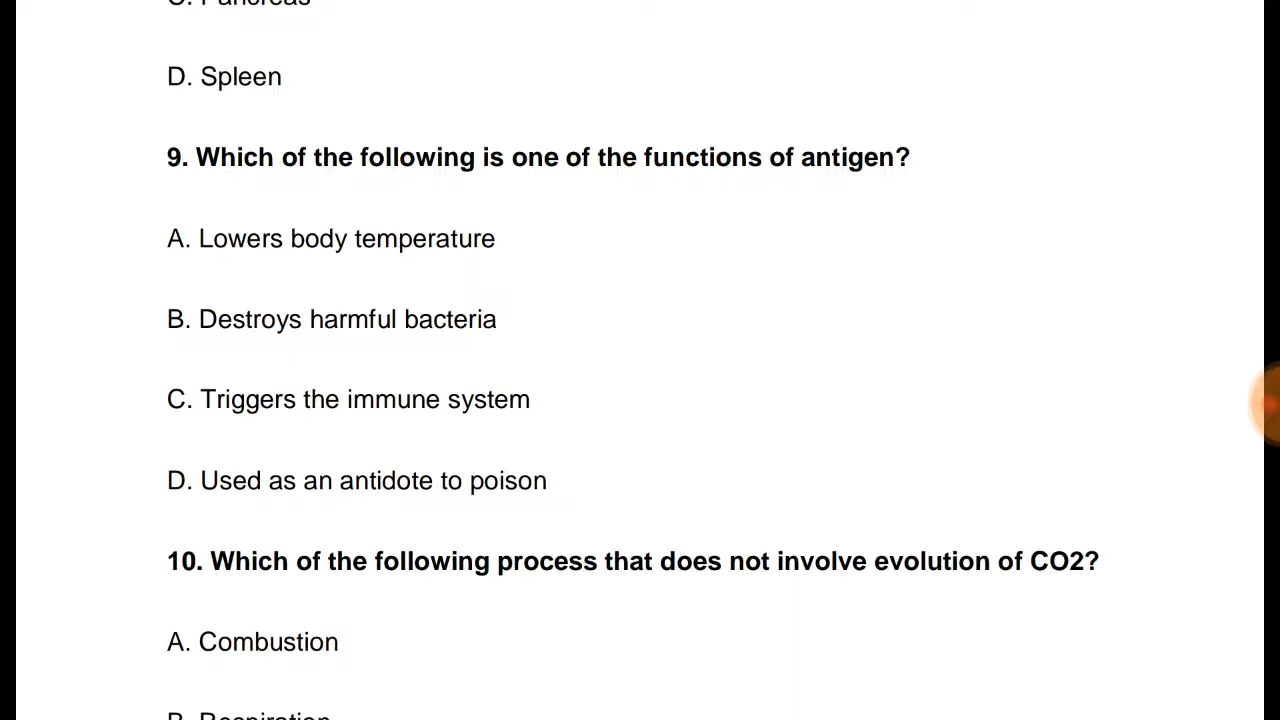 C. Pancreas
D. Spleen
9. Which of the following is one of the functions of antigen?
A. Lowers body temperature
B. Destroys harmful bacteria
C. Triggers the immune system
D. Used as an antidote to poison
10. Which of the following process that does not involve evolution of CO2?
A. Combustion
B. Respiration